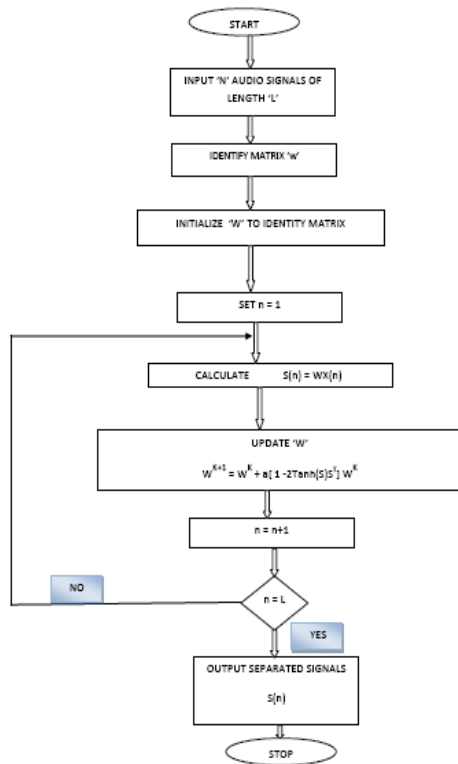 START
INPUT 'N' AUDIO SIGNALS OF
LENGTH 'L'
IDENTIFY MATRIX 'w'
INITIALIZE 'W' TO IDENTITY MATRIX
SET n = 1
CALCULATE S(n) = WX(n)
UPDATE 'W'
W^K+1 = W^K + a[ 1 -2Tanh(S)S^T] W^K
n = n+1
n = L
NO
YES
OUTPUT SEPARATED SIGNALS
S(n)
STOP